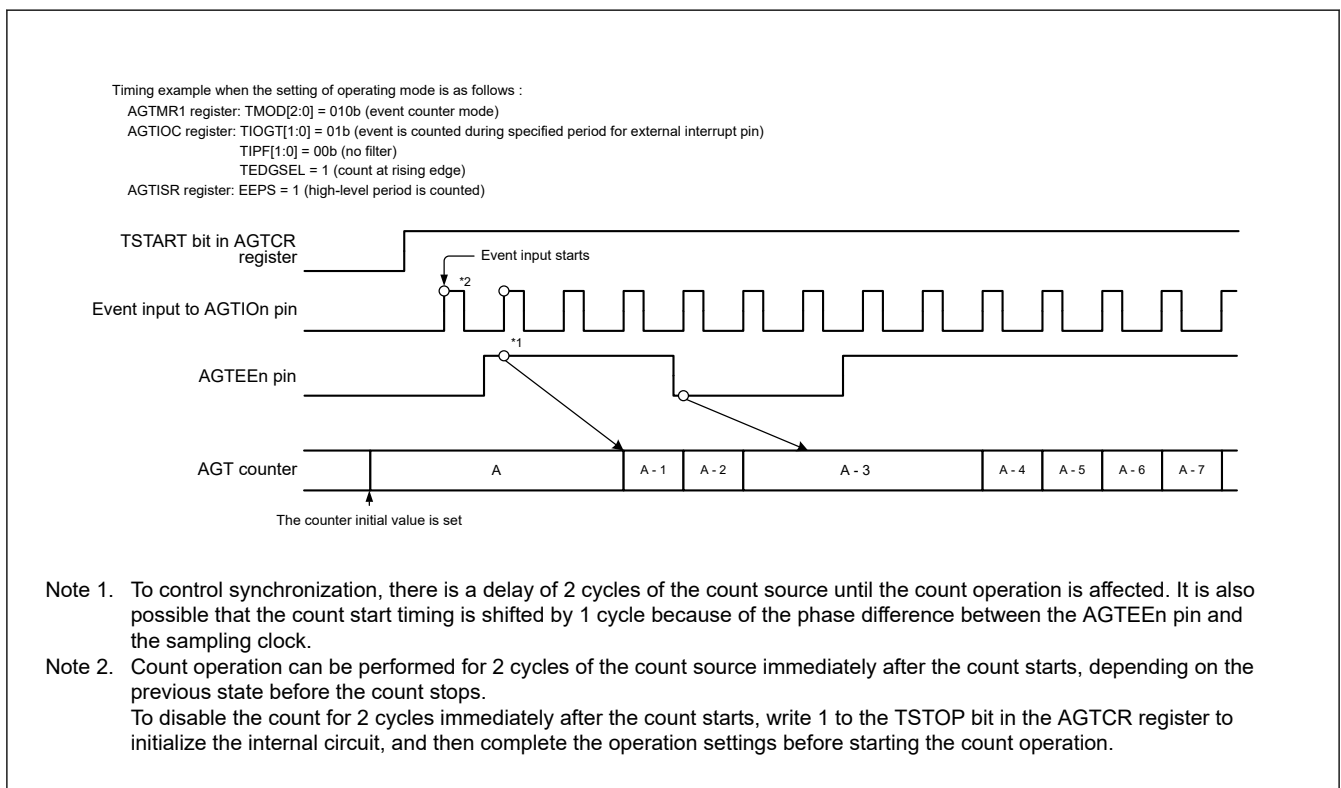 Timing example when the setting of operating mode is as follows :
AGTMR1 register: TMOD[2:0] = 010b (event counter mode)
AGTIOC register: TIOGT[1:0] = 01b (event is counted during specified period for external interrupt pin)
TIPF[1:0] = 00b (no filter)
TEDGSEL = 1 (count at rising edge)
AGTISR register: EEPS = 1 (high-level period is counted)
TSTART bit in AGTCR
register
Event input starts
*2
Event input to AGTIOn pin
*1
AGTEEn pin
AGT counter
A
A - 1
A - 2
A - 3
A - 4
A - 5
A - 6
A - 7
The counter initial value is set
Note 1. To control synchronization, there is a delay of 2 cycles of the count source until the count operation is affected. It is also
possible that the count start timing is shifted by 1 cycle because of the phase difference between the AGTEEn pin and
the sampling clock.
Note 2. Count operation can be performed for 2 cycles of the count source immediately after the count starts, depending on the
previous state before the count stops.
To disable the count for 2 cycles immediately after the count starts, write 1 to the TSTOP bit in the AGTCR register to
initialize the internal circuit, and then complete the operation settings before starting the count operation.